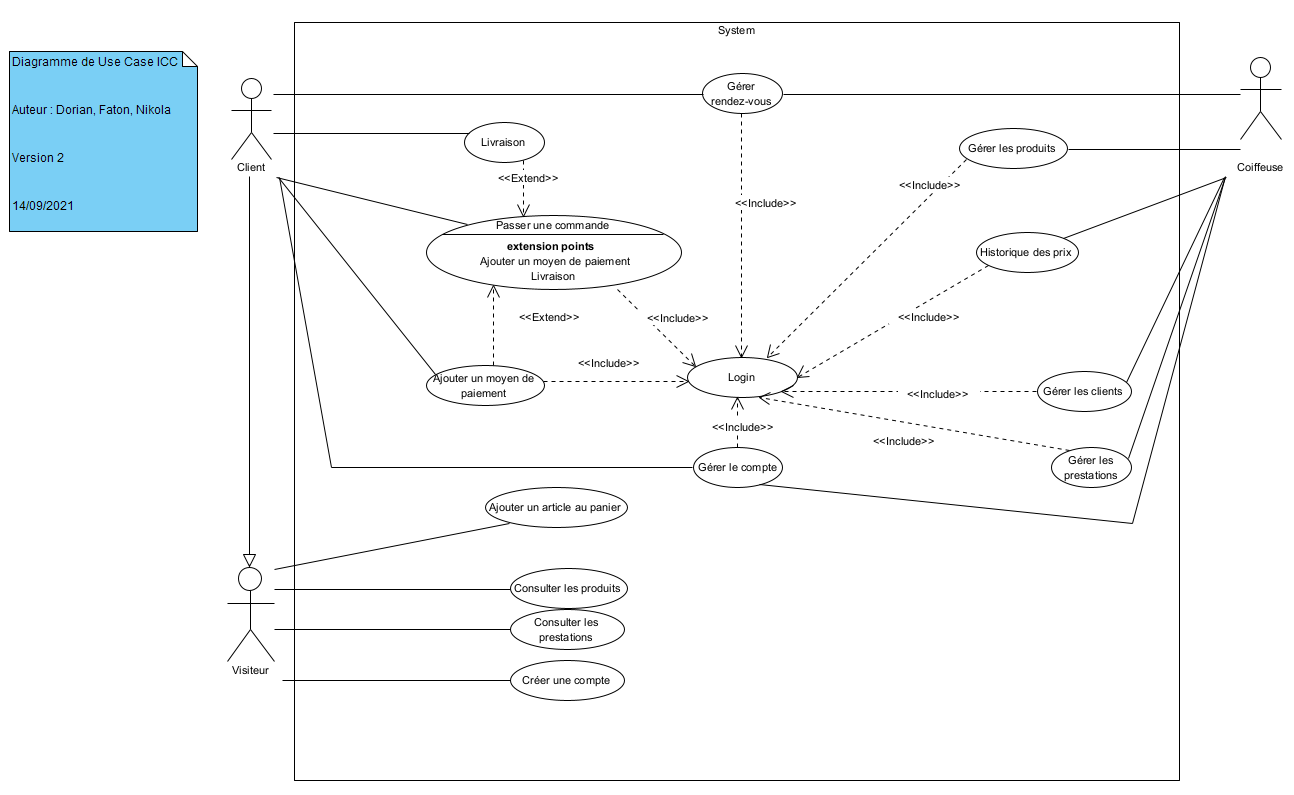 System
Diagramme de Use Case ICC
Auteur : Dorian, Faton, Nikola
Version 2
14/09/2021
Client
Coiffeuse
Visiteur
Gérer
rendez-vous
Livraison
<<Extend>>
Passer une commande
extension points
Ajouter un moyen de paiement
Livraison
<<Extend>>
<<Include>>
<<Include>>
Gérer les produits
<<Include>>
Historique des prix
<<Include>>
Ajouter un moyen de
paiement
<<Include>>
Login
Gérer les clients
<<Include>>
<<Include>>
Gérer le compte
<<Include>>
Gérer les
prestations
Ajouter un article au panier
Consulter les produits
Consulter les
prestations
Créer une compte